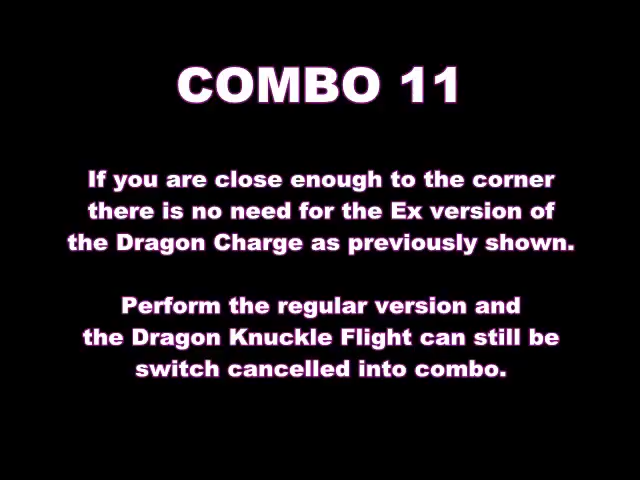 COMBO 11
If you are close enough to the corner
there is no need for the Ex version of
the Dragon Charge as previously shown.
Perform the regular version and
the Dragon Knuckle Flight can still be
switch cancelled into combo.